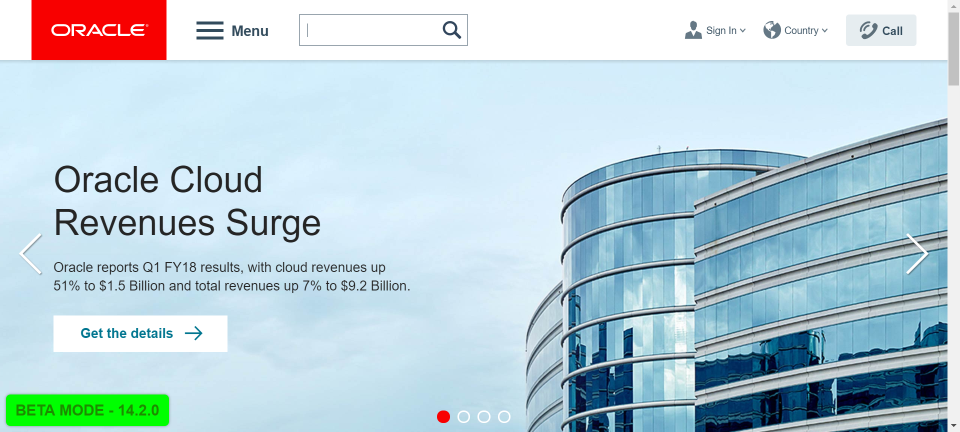 ORACLE
Menu
Sign In
Country
Call
Oracle Cloud
Revenues Surge
Oracle reports Q1 FY18 results, with cloud revenues up
51% to $1.5 Billion and total revenues up 7% to $9.2 Billion.
Get the details
BETA MODE - 14.2.0